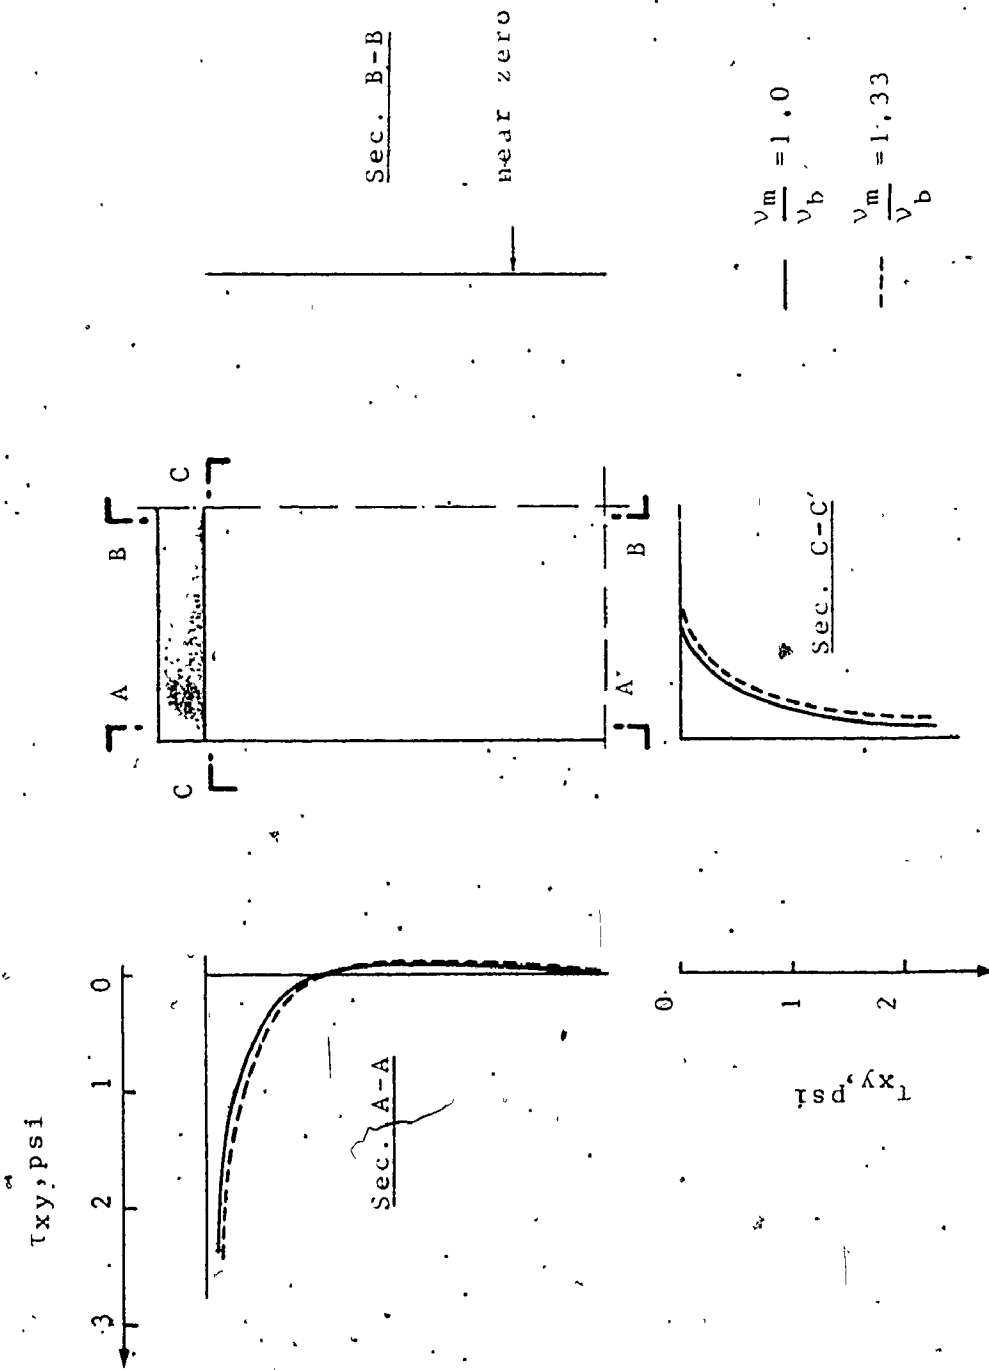 τxy, psi
3
2
1
0
Sec. A-A
C
C
A
B
A'
B
Sec. B-B
near zero
0
1
2
τxy, psi
Sec. C-C'
νm/νb = 1.0
νm/νb = 1.33